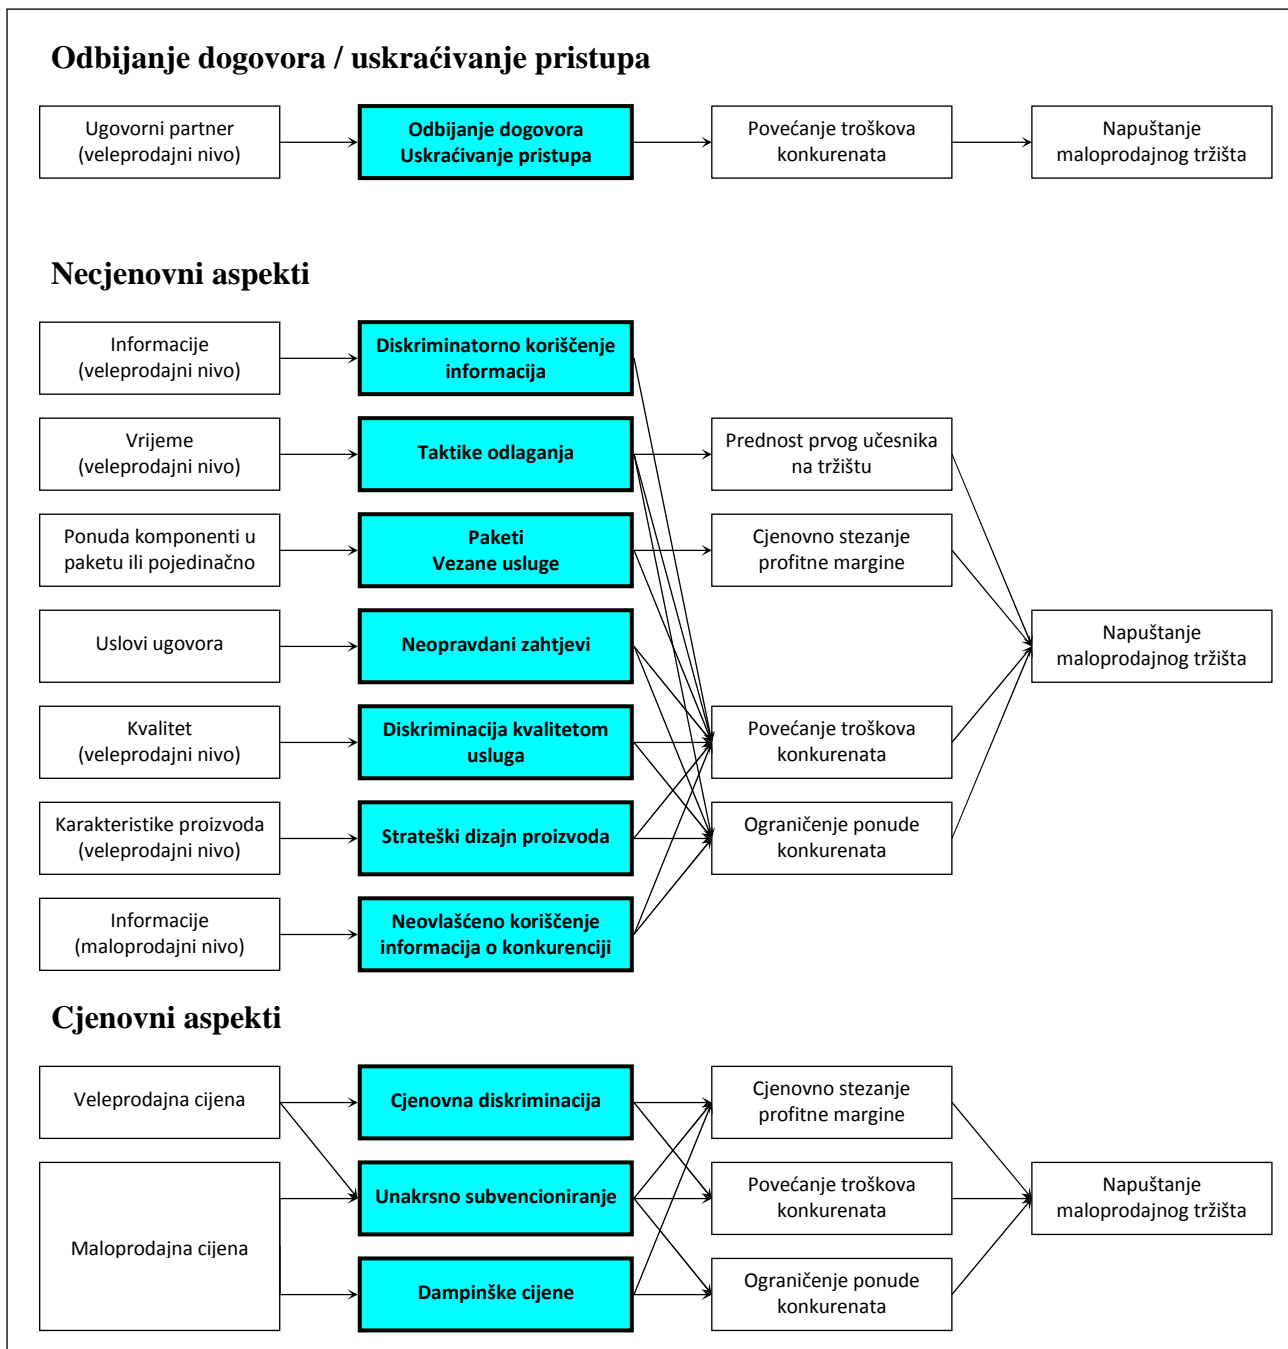 Odbijanje dogovora / uskraćivanje pristupa
Ugovorni partner
(veleprodajni nivo)
Odbijanje dogovora
Uskraćivanje pristupa
Povećanje troškova
konkurenata
Napuštanje
maloprodajnog tržišta
Necjenovni aspekti
Informacije
(veleprodajni nivo)
Diskriminatorno koriščenje
informacija
Vrijeme
(veleprodajni nivo)
Taktike odlaganja
Prednost prvog učesnika
na tržištu
Ponuda komponenti u
paketu ili pojedinačno
Paketi
Vezane usluge
Cjenovno stezanje
profitne margine
Uslovi ugovora
Neopravdani zahtjevi
Napuštanje
maloprodajnog tržišta
Kvalitet
(veleprodajni nivo)
Diskriminacija kvalitetom
usluga
Povećanje troškova
konkurenata
Karakteristike proizvoda
(veleprodajni nivo)
Strateški dizajn proizvoda
Ograničenje ponude
konkurenata
Informacije
(maloprodajni nivo)
Neovlašćeno koriščenje
informacija o konkurenciji
Cjenovni aspekti
Veleprodajna cijena
Cjenovna diskriminacija
Cjenovno stezanje
profitne margine
Maloprodajna cijena
Unakrsno subvencioniranje
Povećanje troškova
konkurenata
Napuštanje
maloprodajnog tržišta
Dampinške cijene
Ograničenje ponude
konkurenata